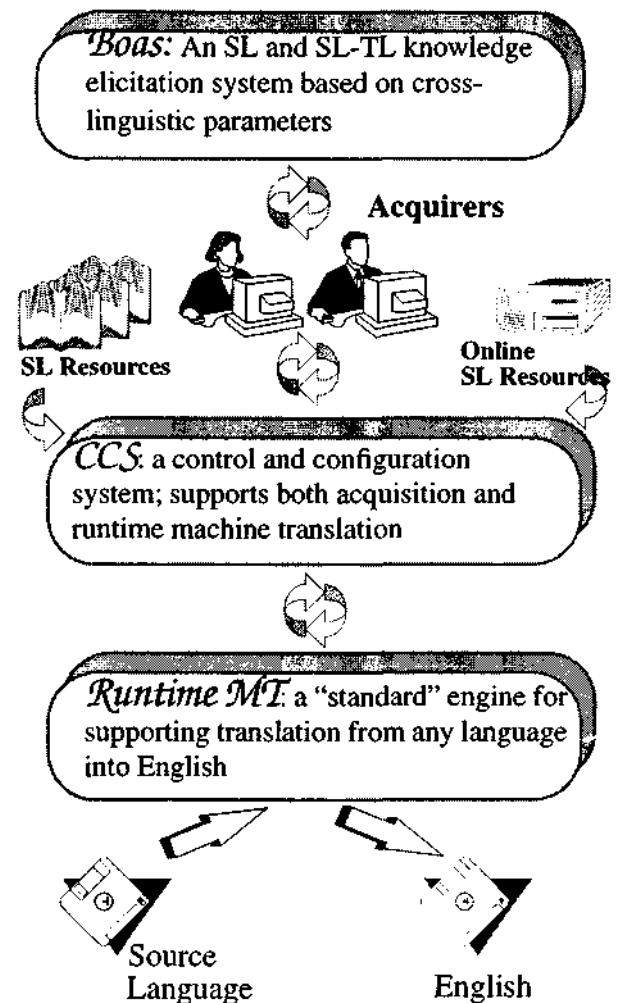 Boas: An SL and SL-TL knowledge
elicitation system based on cross-
linguistic parameters
Acquirers
SL Resources
Online
SL Resources
CCS: a control and configuration
system; supports both acquisition and
runtime machine translation
Runtime MT: a “standard” engine for
supporting translation from any language
into English
Source
Language
English